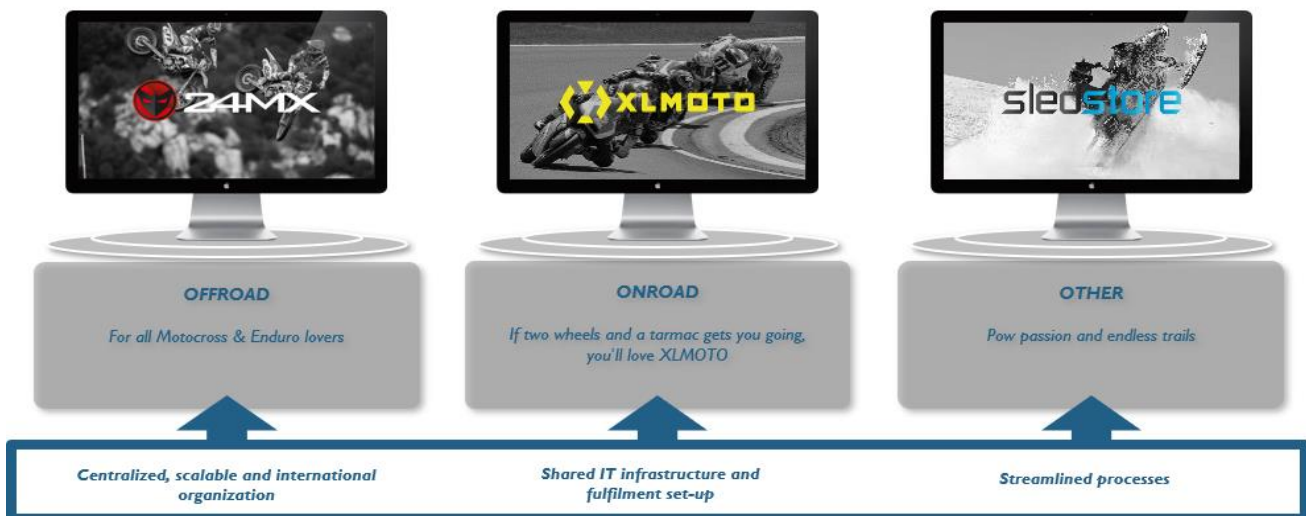 24MX
XLMOTO
sledstore
OFFROAD
For all Motocross & Enduro lovers
ONROAD
If two wheels and a tarmac gets you going,
you'll love XLMOTO
OTHER
Pow passion and endless trails
Centralized, scalable and international
organization
Shared IT infrastructure and
fulfilment set-up
Streamlined processes